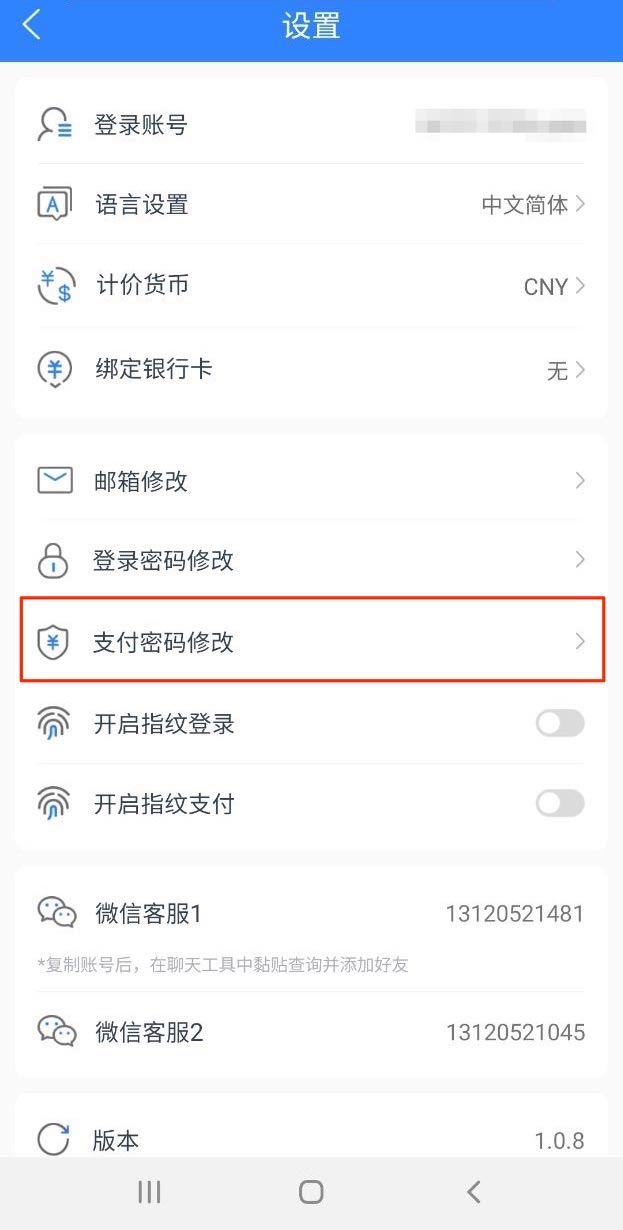 设置
登录账号
语言设置 中文简体
计价货币 CNY
绑定银行卡 无
邮箱修改
登录密码修改
支付密码修改
开启指纹登录
开启指纹支付
微信客服1 13120521481
*复制账号后，在聊天工具中黏贴查询并添加好友
微信客服2 13120521045
版本 1.0.8